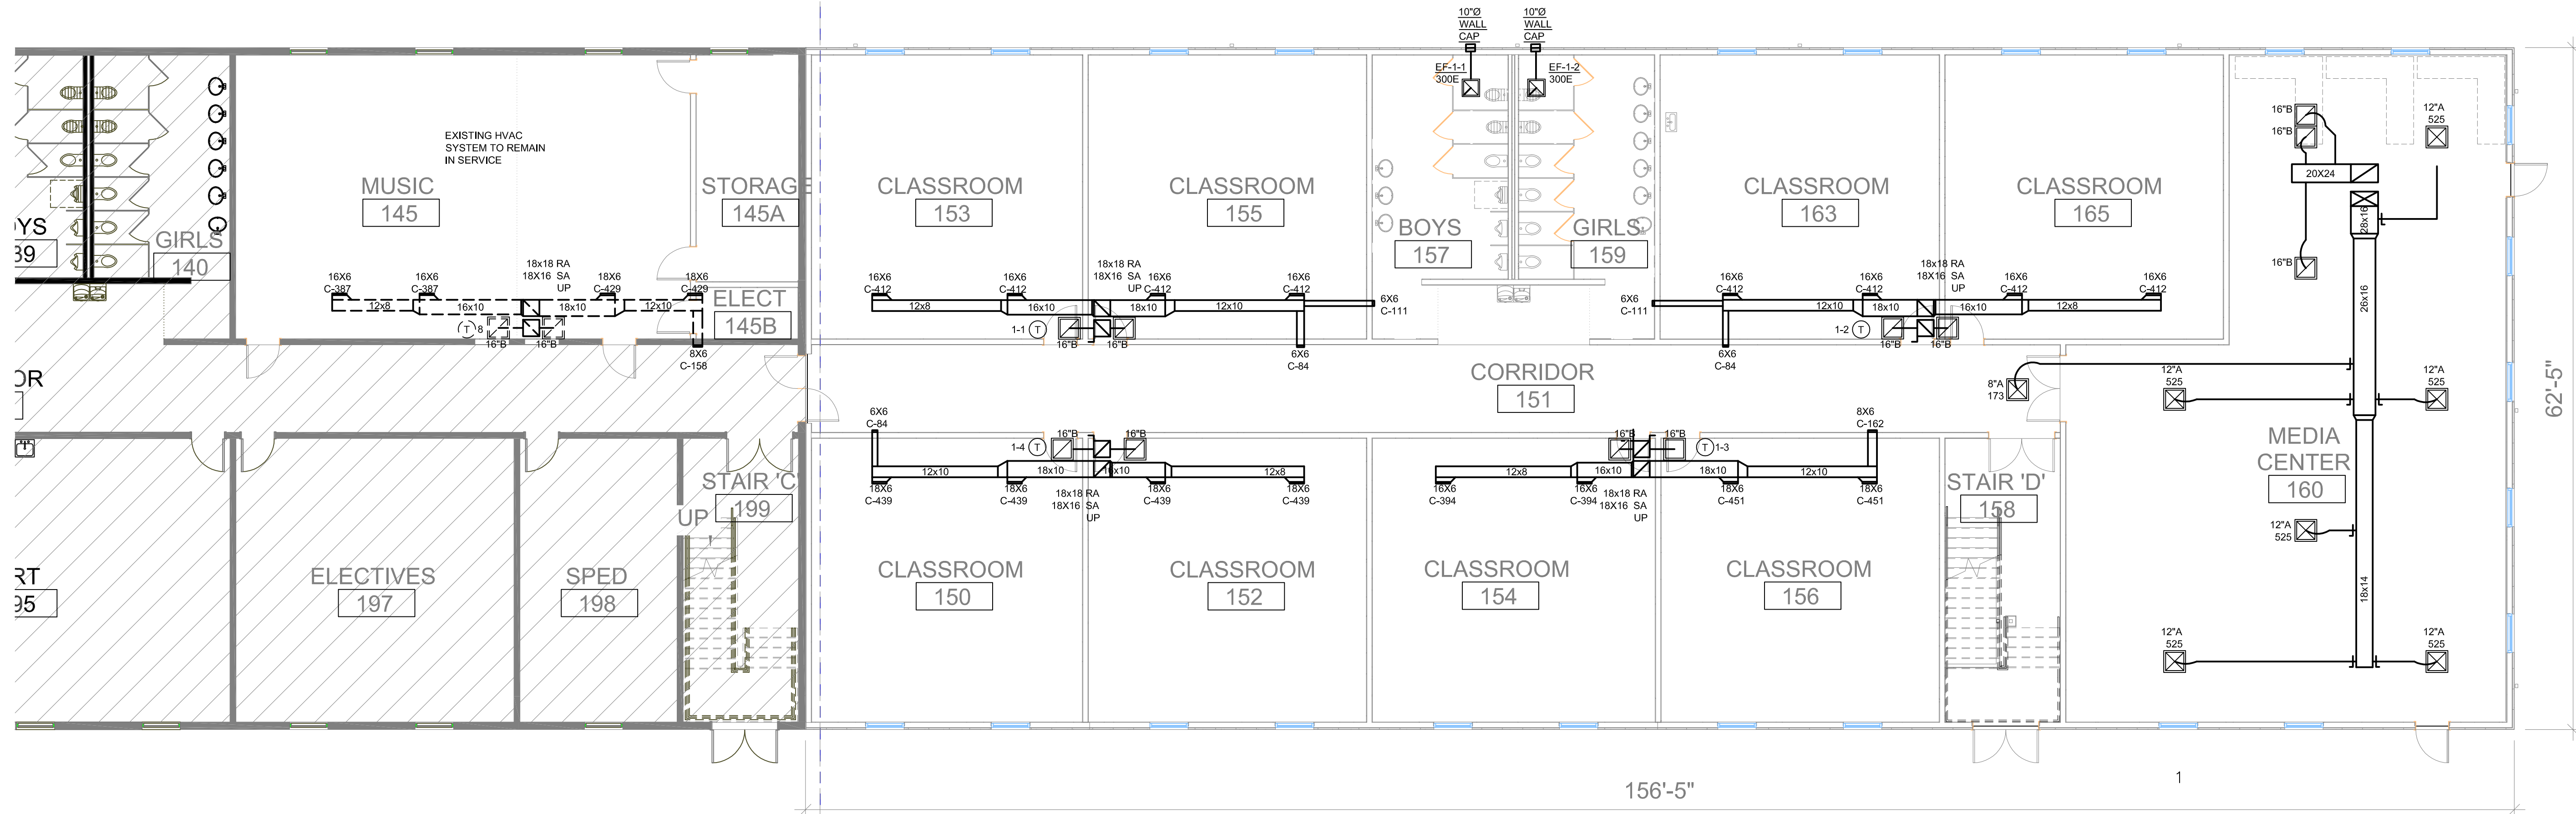 10"Ø
WALL
CAP
10"Ø
WALL
CAP
EF-1-1
300E
EF-1-2
300E
EXISTING HVAC
SYSTEM TO REMAIN
IN SERVICE
MUSIC
145
STORAGE
145A
CLASSROOM
153
CLASSROOM
155
BOYS
157
GIRLS
159
CLASSROOM
163
CLASSROOM
165
16"B
16"B
12"A
525
20X24
28x16
26x16
16"B
OYS
39
GIRLS
140
16X6
C-387
16X6
C-387
18x18 RA
18X16 SA
UP
18X6
C-429
18X6
C-429
12x8
16x10
18x10
12x10
T
8
16"B
16"B
ELECT
145B
8X6
C-158
16X6
C-412
16X6
C-412
18x18 RA
18X16 SA
UP
16X6
C-412
16X6
C-412
12x8
16x10
18x10
12x10
6X6
C-111
1-1
T
16"B
16"B
6X6
C-84
6X6
C-111
16X6
C-412
16X6
C-412
18x18 RA
18X16 SA
UP
16X6
C-412
16X6
C-412
12x10
18x10
16x10
12x8
1-2
T
16"B
16"B
6X6
C-84
OR
CORRIDOR
151
8"A
173
12"A
525
12"A
525
62'-5"
6X6
C-84
1-4
T
16"B
16"B
12x10
18x10
16x10
12x8
18X6
C-439
18X6
C-439
18x18 RA
18X16 SA
UP
18X6
C-439
18X6
C-439
8X6
C-162
16"B
16"B
T
1-3
12x8
16x10
18x10
12x10
16X6
C-394
16X6
C-394
18x18 RA
18X16 SA
UP
18X6
C-451
18X6
C-451
STAIR 'C'
199
UP
STAIR 'D'
158
MEDIA
CENTER
160
12"A
525
18x14
12"A
525
12"A
525
RT
95
ELECTIVES
197
SPED
198
CLASSROOM
150
CLASSROOM
152
CLASSROOM
154
CLASSROOM
156
1
156'-5"